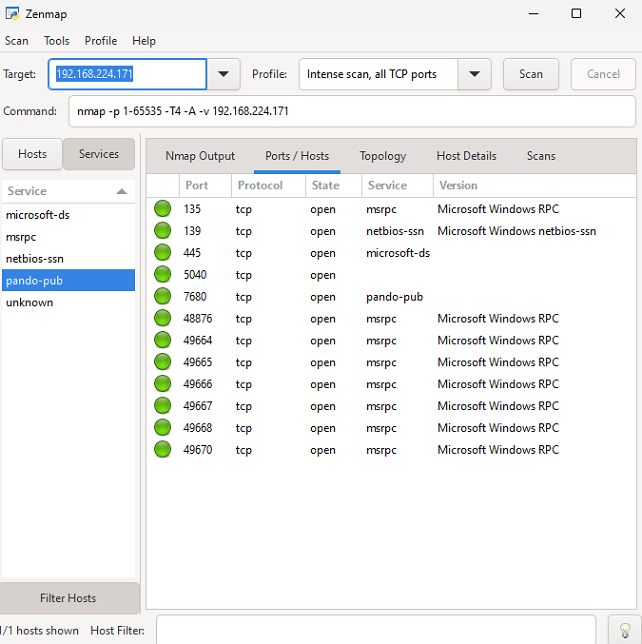 Zenmap
Scan Tools Profile Help
Target: 192.168.224.171 Profile: Intense scan, all TCP ports Scan Cancel
Command: nmap -p 1-65535 -T4 -A -v 192.168.224.171
Hosts Services
Nmap Output Ports / Hosts Topology Host Details Scans
Service
microsoft-ds
msrpc
netbios-ssn
pando-pub
unknown
Port Protocol State Service Version
135 tcp open msrpc Microsoft Windows RPC
139 tcp open netbios-ssn Microsoft Windows netbios-ssn
445 tcp open microsoft-ds
5040 tcp open
7680 tcp open pando-pub
48876 tcp open msrpc Microsoft Windows RPC
49664 tcp open msrpc Microsoft Windows RPC
49665 tcp open msrpc Microsoft Windows RPC
49666 tcp open msrpc Microsoft Windows RPC
49667 tcp open msrpc Microsoft Windows RPC
49668 tcp open msrpc Microsoft Windows RPC
49670 tcp open msrpc Microsoft Windows RPC
Filter Hosts
1/1 hosts shown Host Filter: